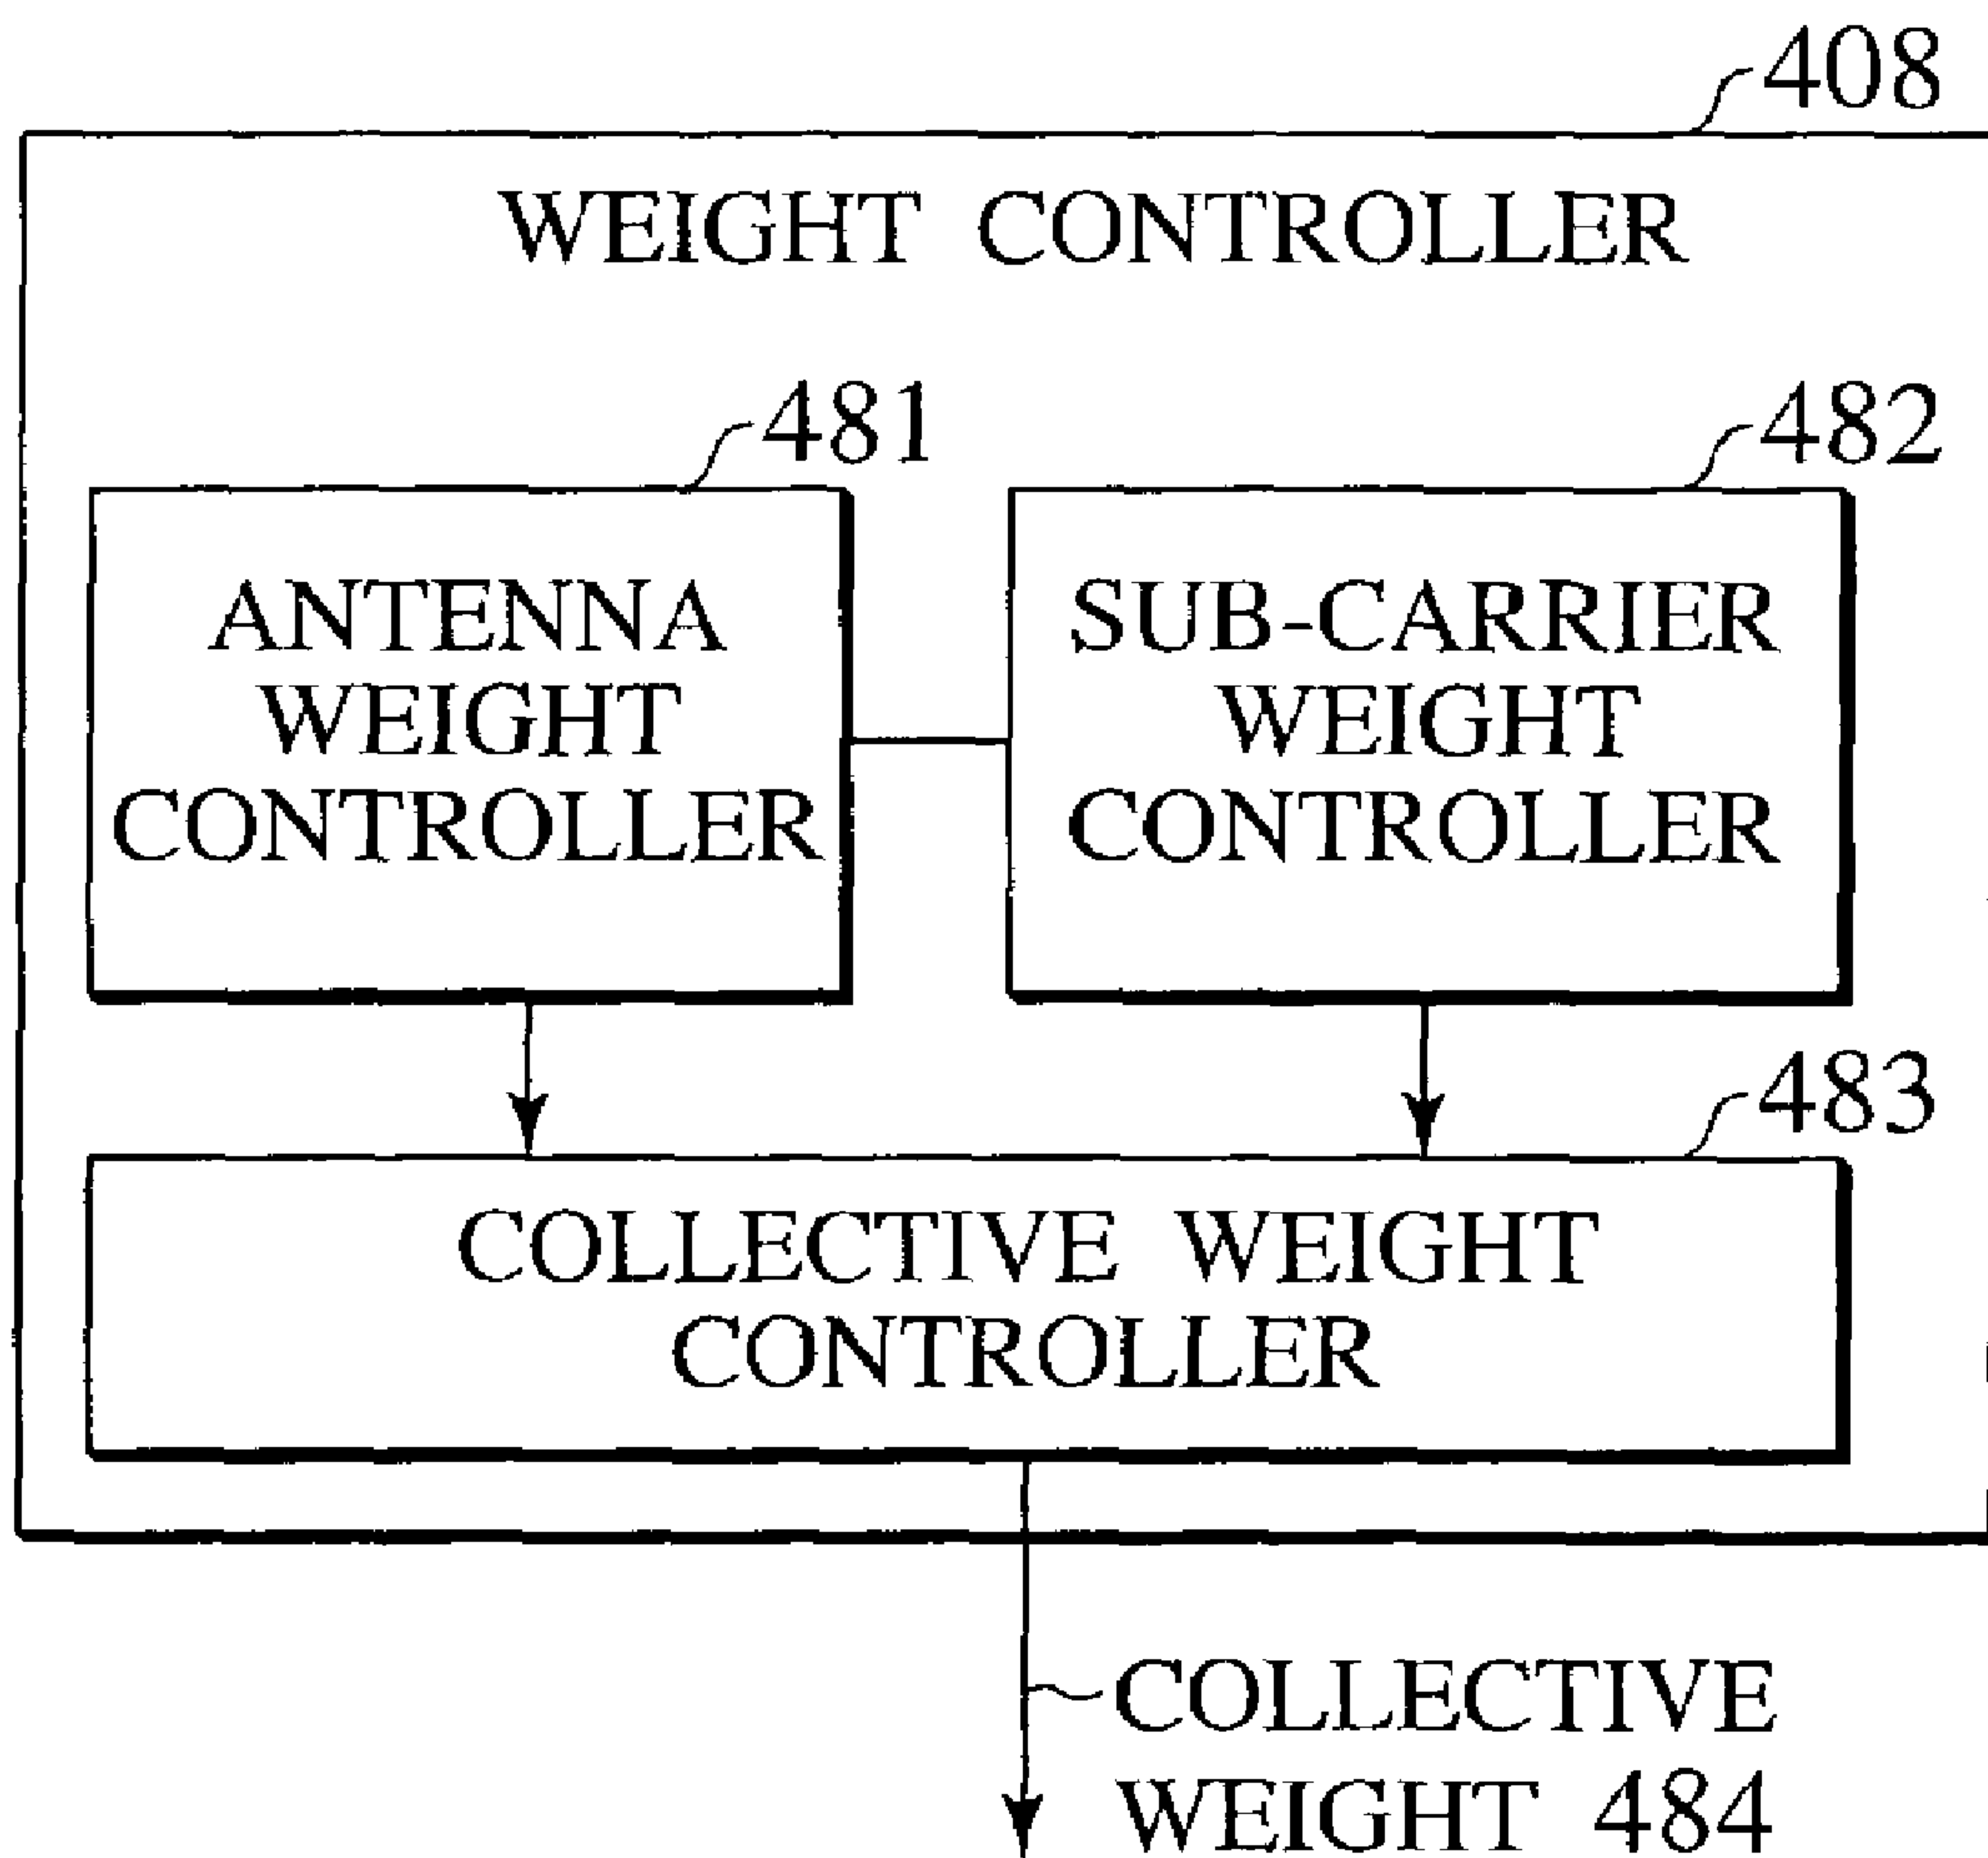 408
WEIGHT CONTROLLER
481
482
ANTENNA
WEIGHT
CONTROLLER
SUB-CARRIER
WEIGHT
CONTROLLER
483
COLLECTIVE WEIGHT
CONTROLLER
COLLECTIVE
WEIGHT 484